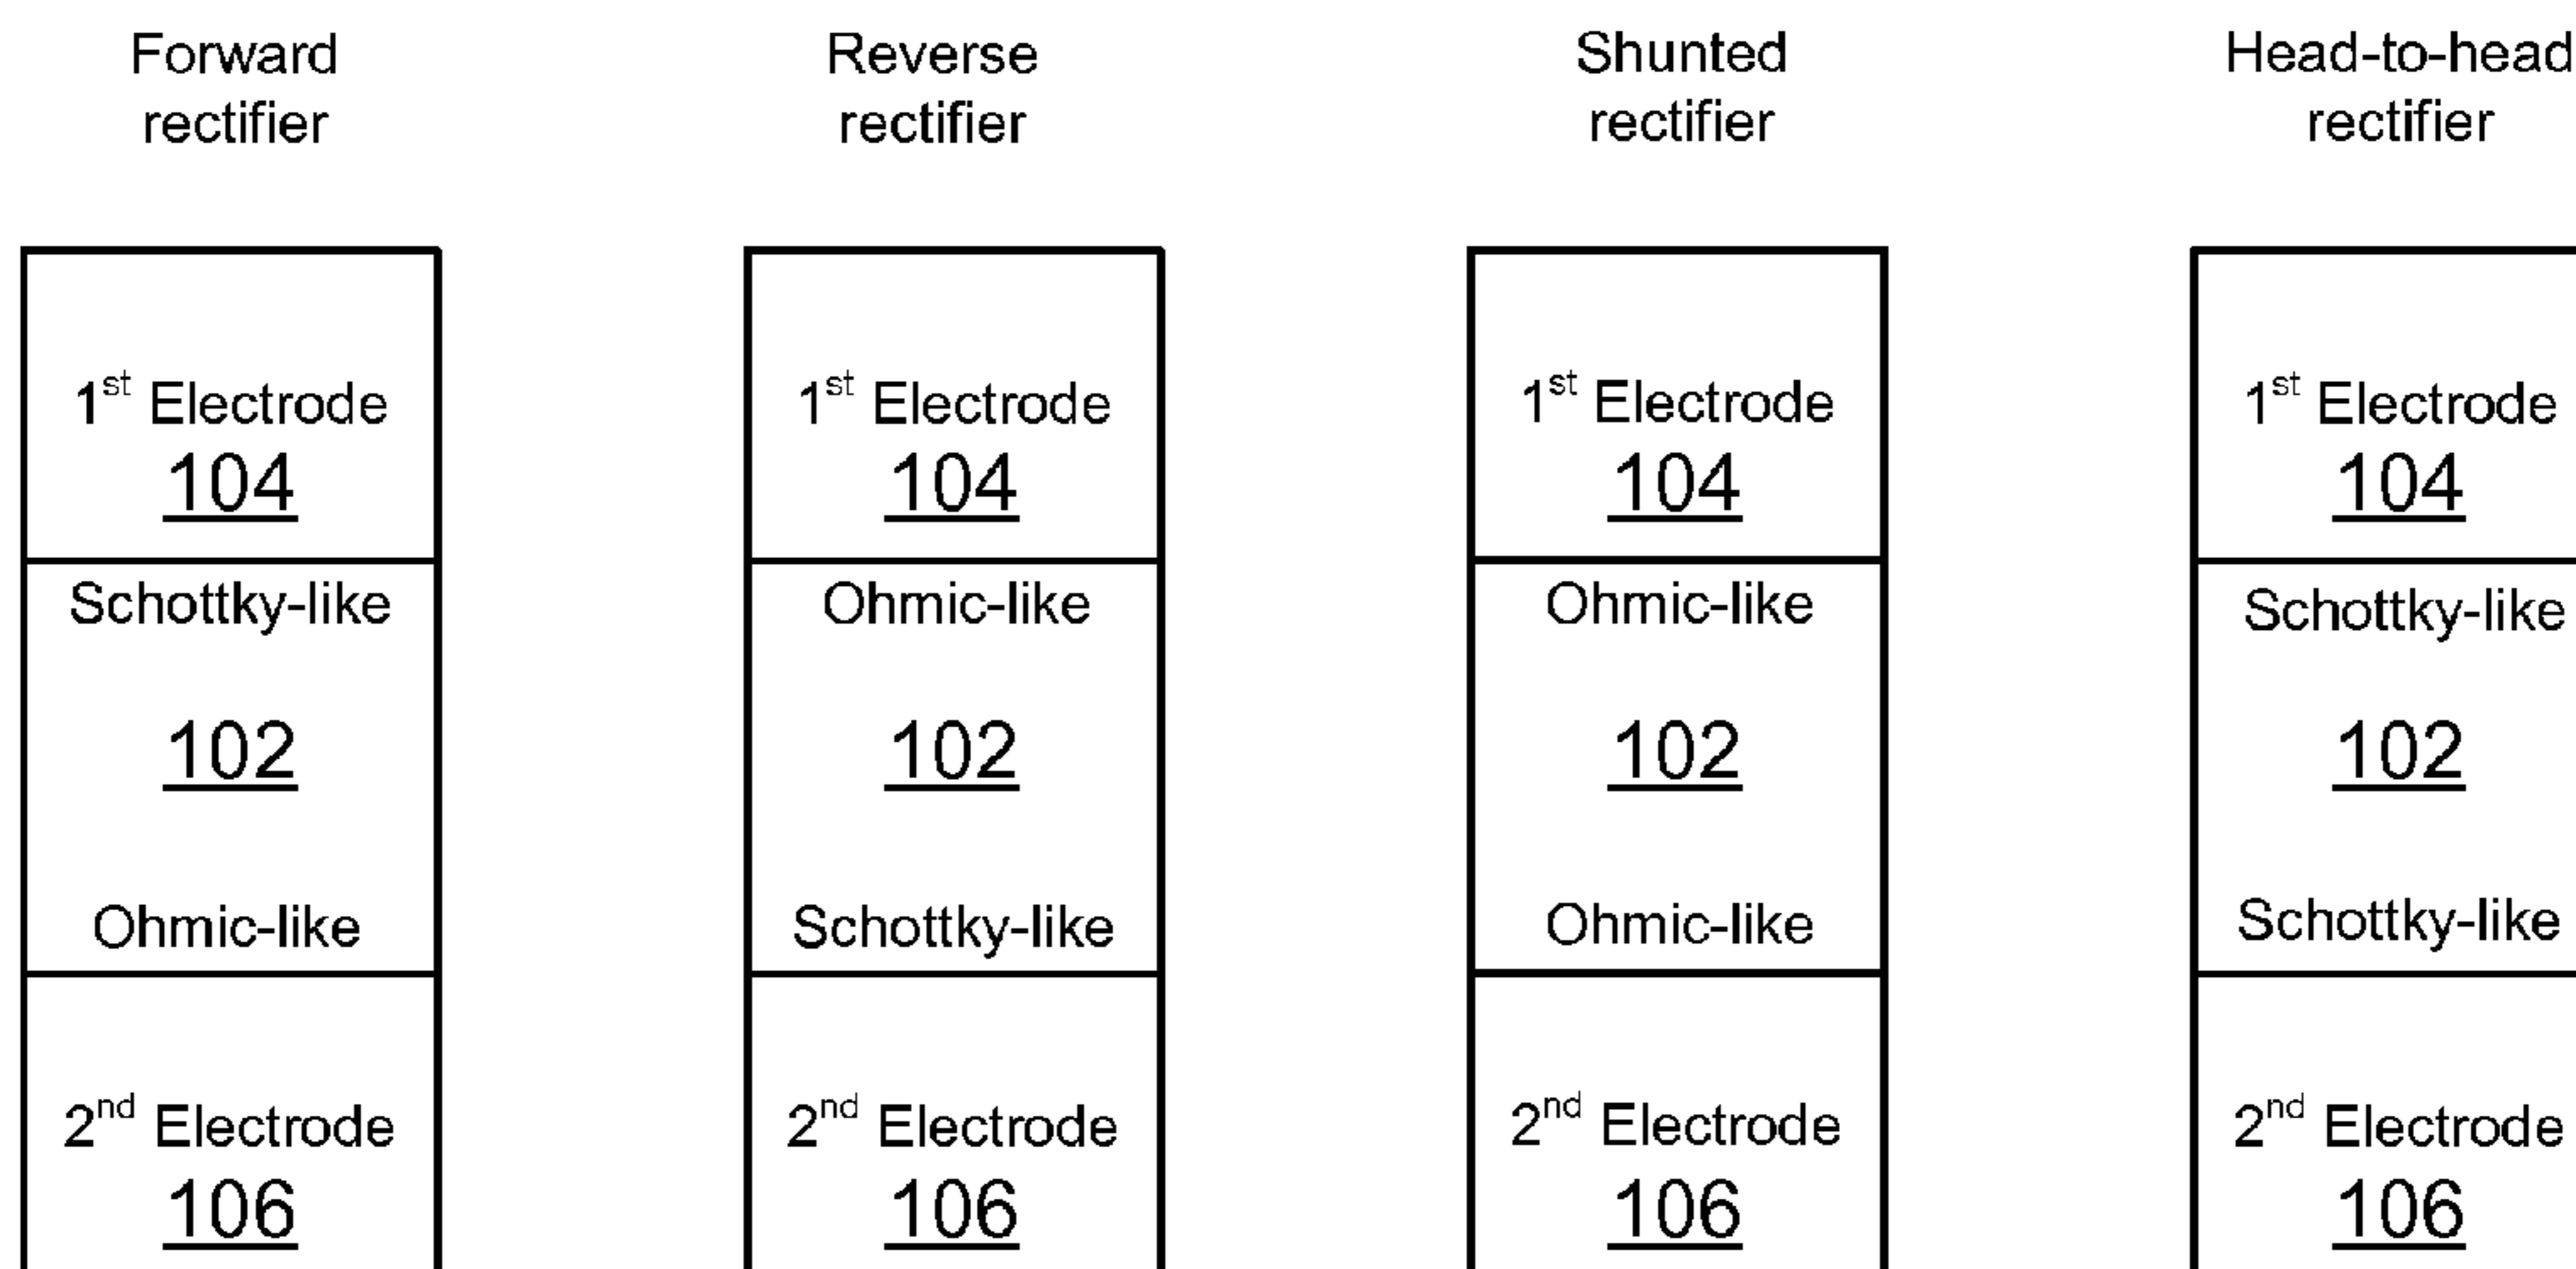 Forward
rectifier
1st Electrode
104
Schottky-like
102
Ohmic-like
2nd Electrode
106
Reverse
rectifier
1st Electrode
104
Ohmic-like
102
Schottky-like
2nd Electrode
106
Shunted
rectifier
1st Electrode
104
Ohmic-like
102
Ohmic-like
2nd Electrode
106
Head-to-head
rectifier
1st Electrode
104
Schottky-like
102
Schottky-like
2nd Electrode
106